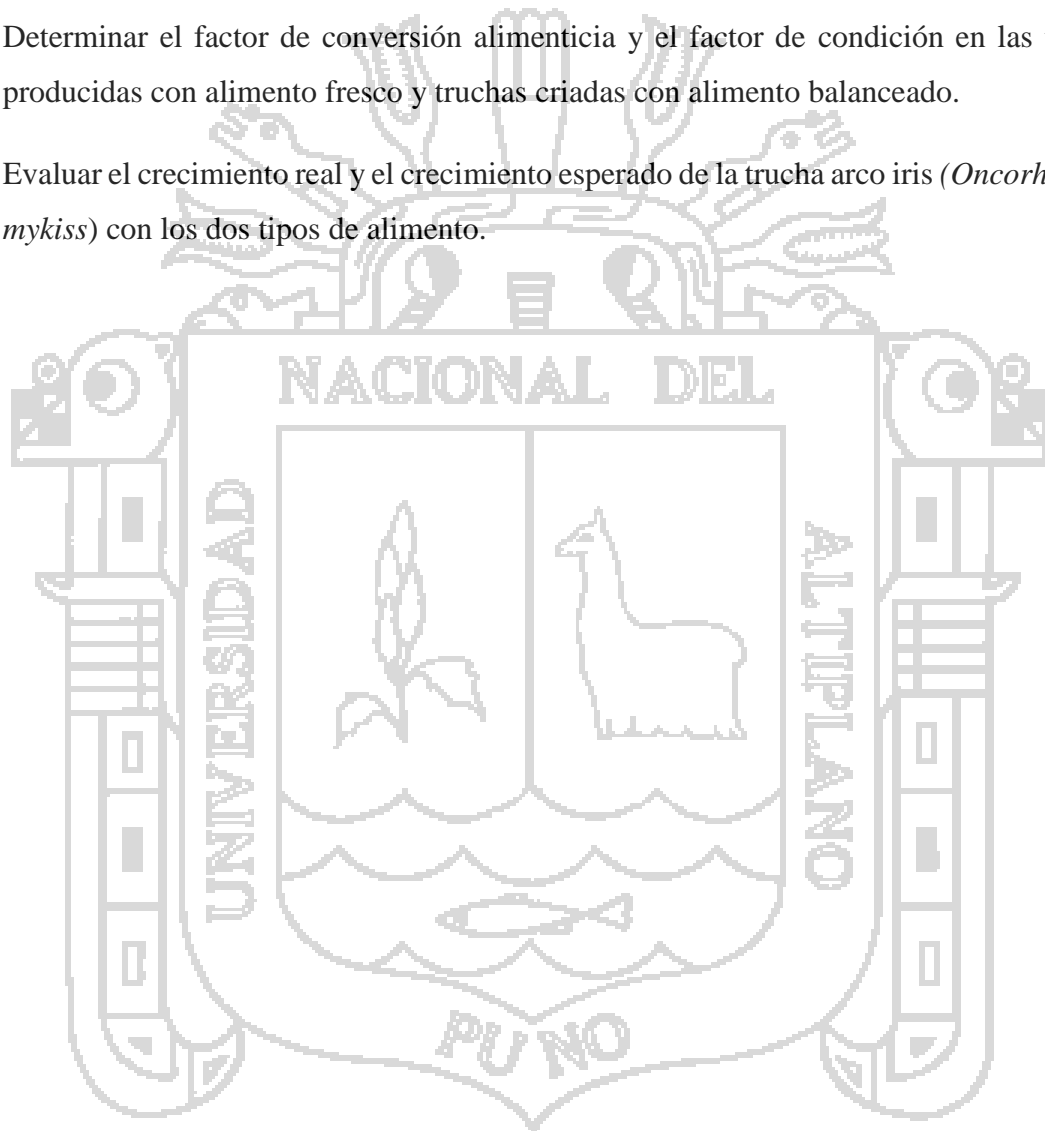 Determinar el factor de conversión alimenticia y el factor de condición en las
producidas con alimento fresco y truchas criadas con alimento balanceado.
Evaluar el crecimiento real y el crecimiento esperado de la trucha arco iris (Oncorh
mykiss) con los dos tipos de alimento.
NACIONAL DEL
UNIVERSIDAD
ALTIPLANO
PUNO